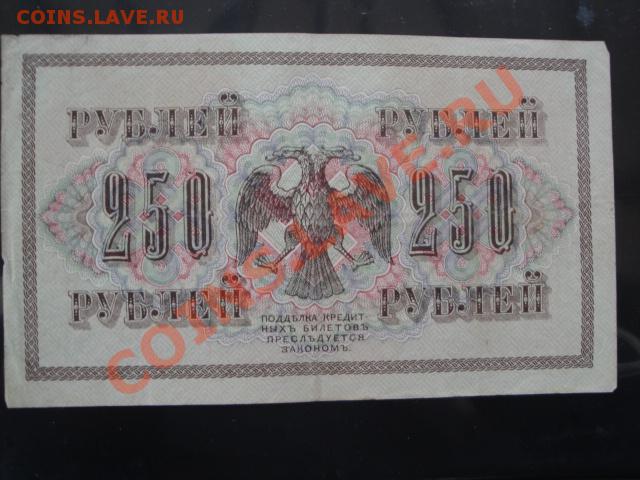 COINS.LAVE.RU
РУБЛЕЙ РУБЛЕЙ
250 250
РУБЛЕЙ РУБЛЕЙ
ПОДДѢЛКА КРЕДИТ-
НЫХЪ БИЛЕТОВЪ
ПРЕСЛѢДУЕТСЯ
ЗАКОНОМЪ.
COINS.LAVE.RU